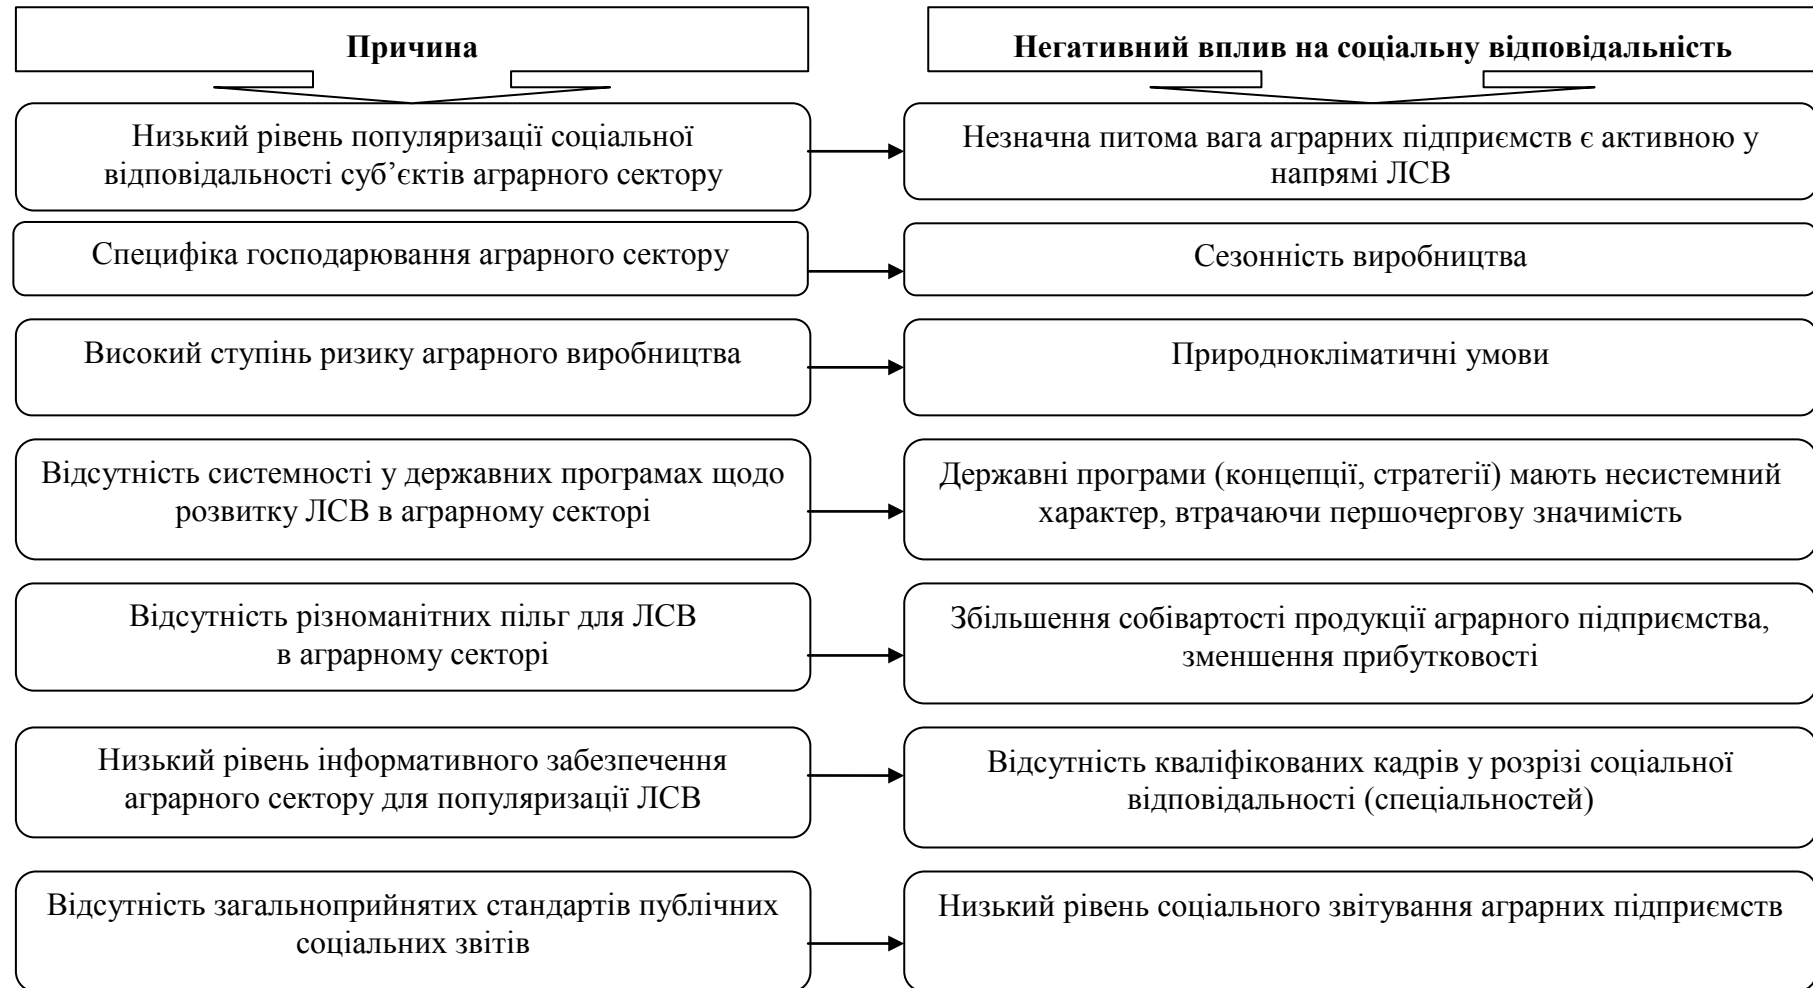 Причина
Негативний вплив на соціальну відповідальність
Низький рівень популяризації соціальної
відповідальності суб’єктів аграрного сектору
Незначна питома вага аграрних підприємств є активною у
напрямі ЛСВ
Специфіка господарювання аграрного сектору
Сезонність виробництва
Високий ступінь ризику аграрного виробництва
Природнокліматичні умови
Відсутність системності у державних програмах щодо
розвитку ЛСВ в аграрному секторі
Державні програми (концепції, стратегії) мають несистемний
характер, втрачаючи першочергову значимість
Відсутність різноманітних пільг для ЛСВ
в аграрному секторі
Збільшення собівартості продукції аграрного підприємства,
зменшення прибутковості
Низький рівень інформативного забезпечення
аграрного сектору для популяризації ЛСВ
Відсутність кваліфікованих кадрів у розрізі соціальної
відповідальності (спеціальностей)
Відсутність загальноприйнятих стандартів публічних
соціальних звітів
Низький рівень соціального звітування аграрних підприємств